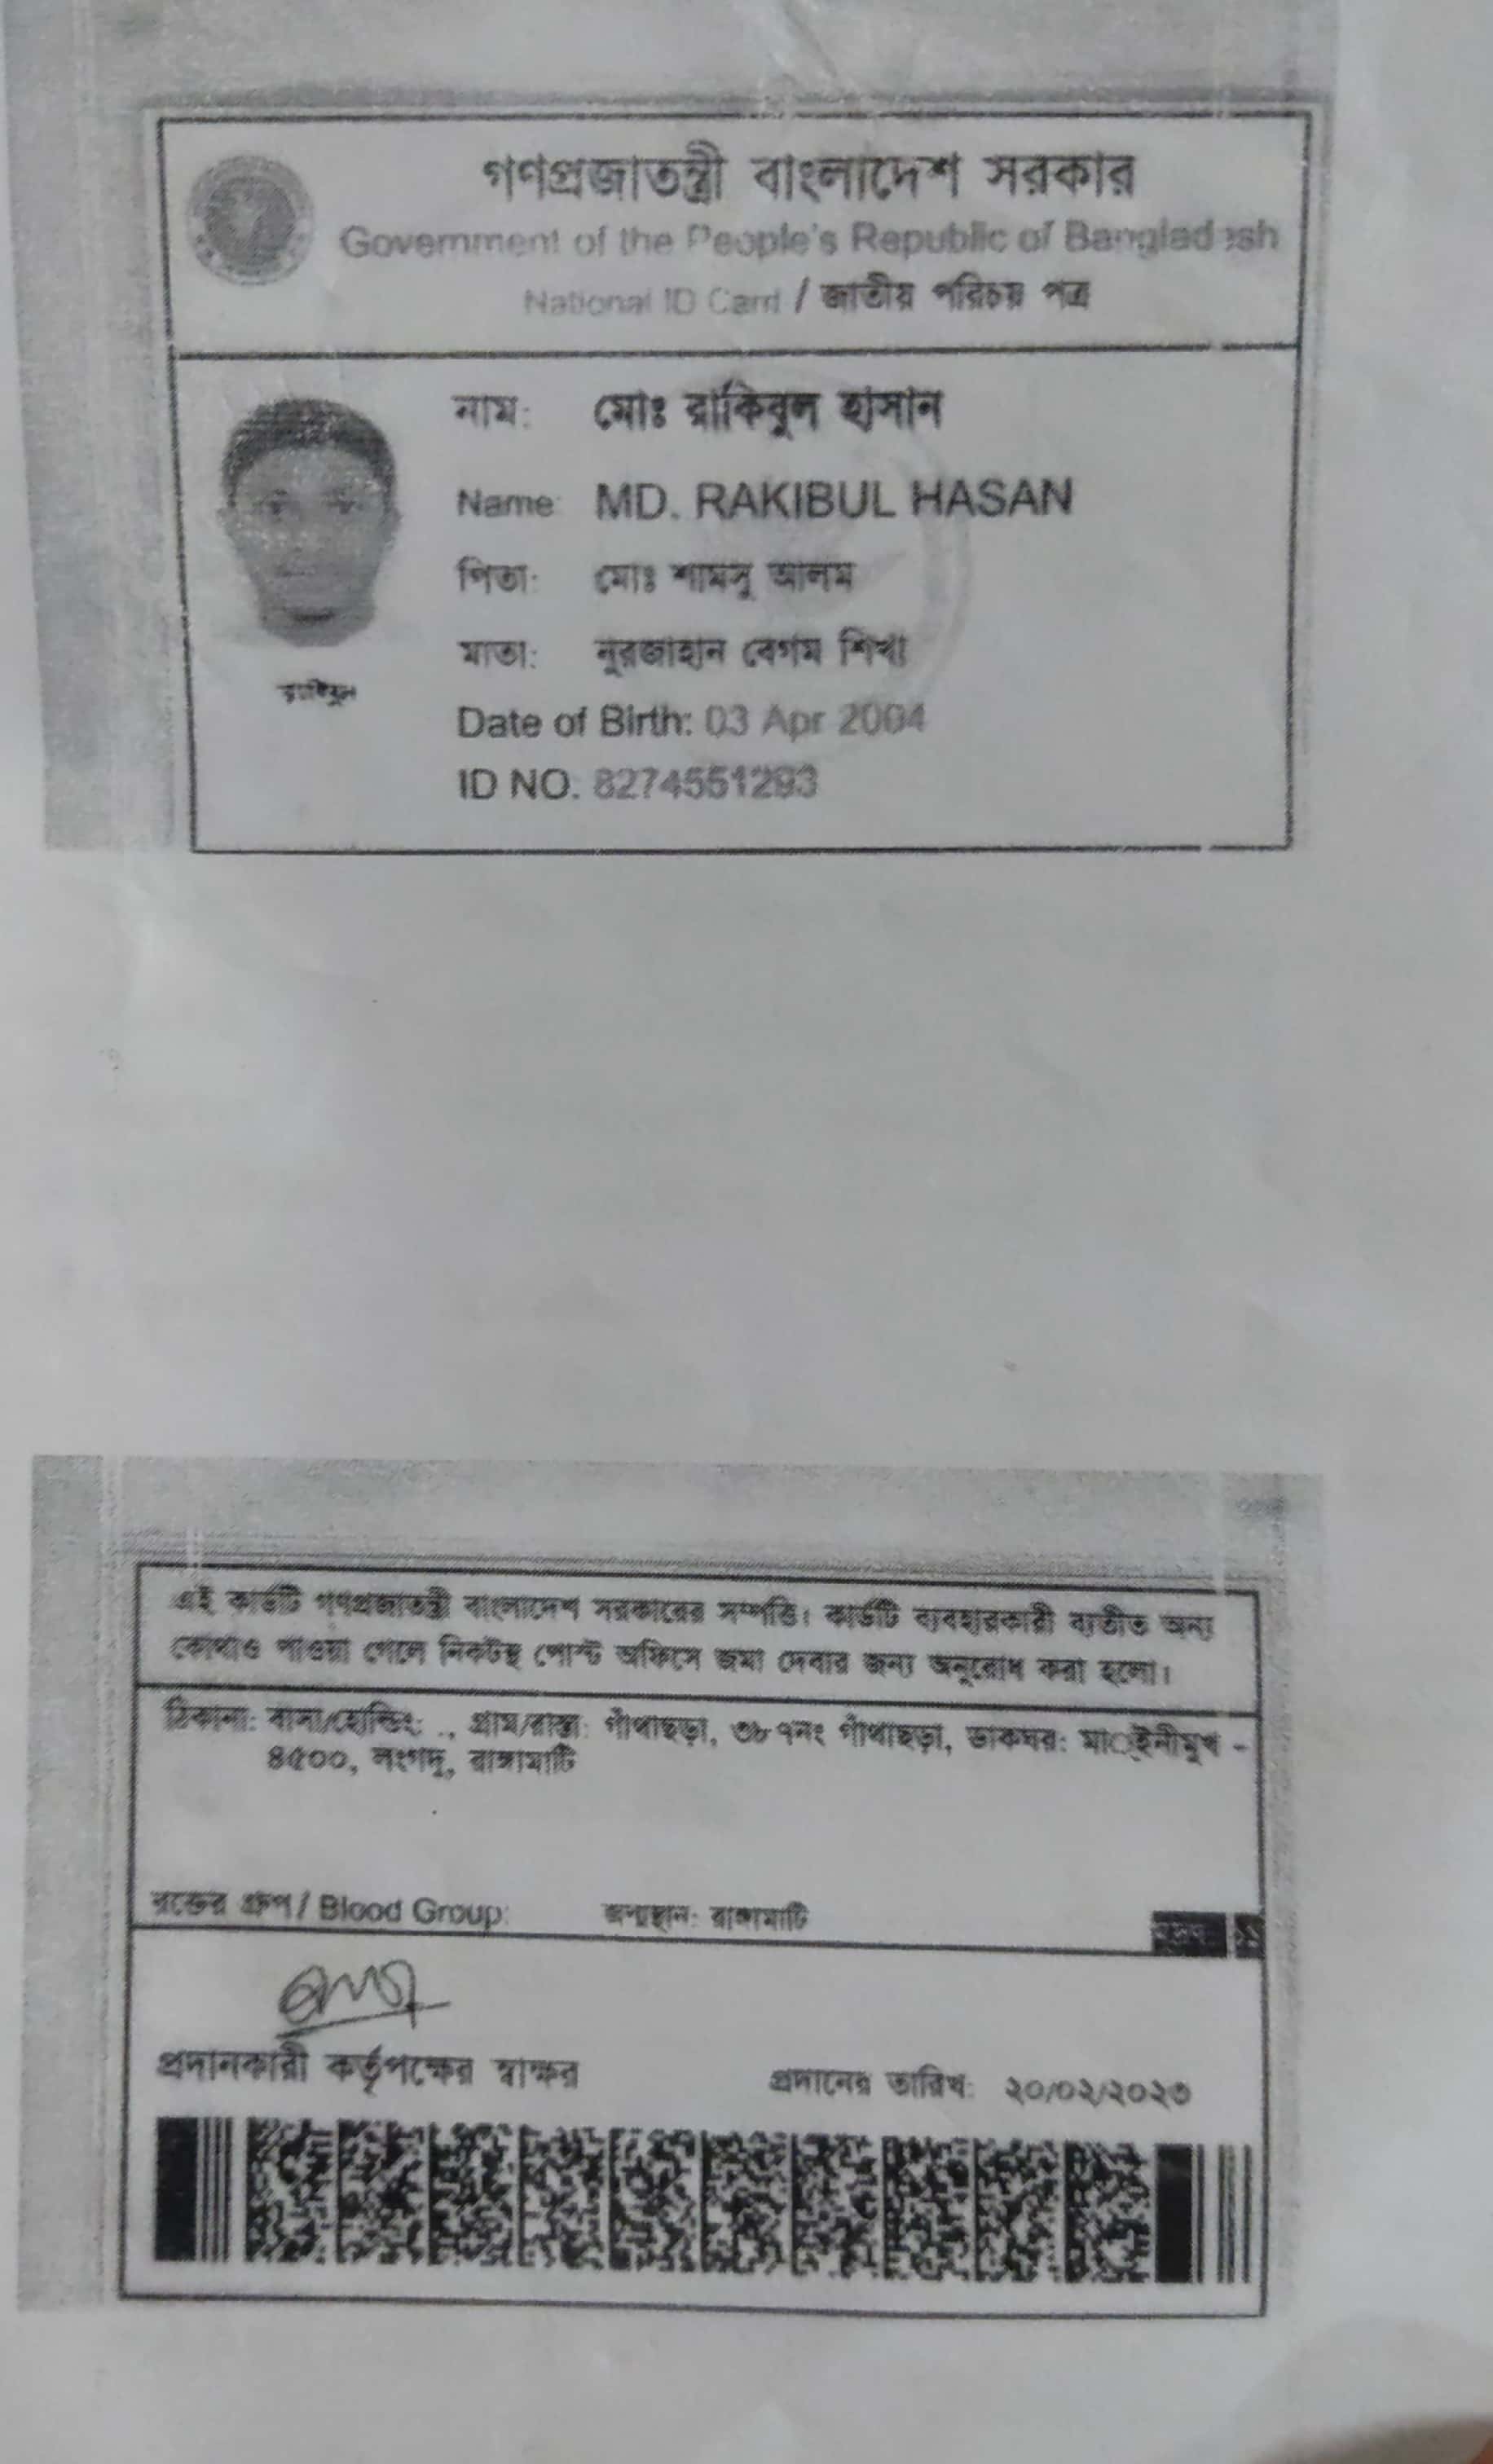 গণপ্রজাতন্ত্রী বাংলাদেশ সরকার
Government of the People's Republic of Bangladesh
National ID Card / জাতীয় পরিচয় পত্র
নাম: মোঃ রাকিবুল হাসান
Name: MD. RAKIBUL HASAN
পিতা: মোঃ শামসু আলম
মাতা: নুরজাহান বেগম শিখা
রাকিবুল
Date of Birth: 03 Apr 2004
ID NO. 8274551293
এই কার্ডটি গণপ্রজাতন্ত্রী বাংলাদেশ সরকারের সম্পত্তি। কার্ডটি ব্যবহারকারী ব্যতীত অন্য
কোথাও পাওয়া গেলে নিকটস্থ পোস্ট অফিসে জমা দেবার জন্য অনুরোধ করা হলো।
ঠিকানা: বাসা/হোল্ডিং: ., গ্রাম/রাস্তা: গাঁথাছড়া, ৩৮৭নং গাঁথাছড়া, ডাকঘর: মাাইনীমুখ -
৪৫০০, লংগদু, রাঙ্গামাটি
রক্তের গ্রুপ / Blood Group: জন্মস্থান: রাঙ্গামাটি
প্রদানকারী কর্তৃপক্ষের স্বাক্ষর প্রদানের তারিখ: ২০/০২/২০২৩